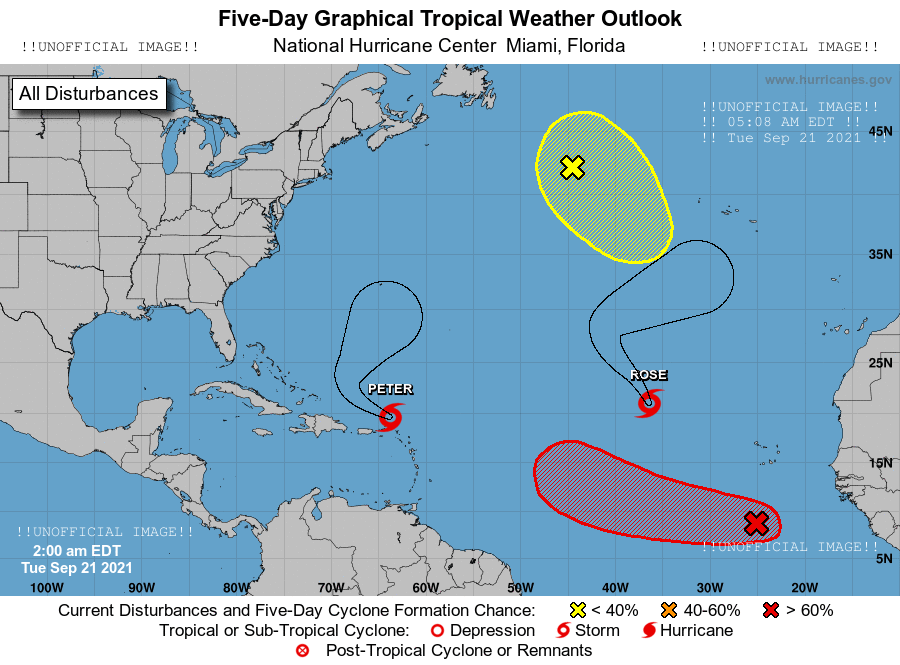 Five-Day Graphical Tropical Weather Outlook
!!UNOFFICIAL IMAGE!! National Hurricane Center Miami, Florida !!UNOFFICIAL IMAGE!!
All Disturbances
www.hurricanes.gov
!!UNOFFICIAL IMAGE!!
!! 05:08 AM EDT !!
!! Tue Sep 21 2021 !!
45N
35N
25N
ROSE
PETER
15N
!!UNOFFICIAL IMAGE!!
!!UNOFFICIAL IMAGE!!
2:00 am EDT
Tue Sep 21 2021
5N
100W 90W 80W 70W 60W 50W 40W 30W 20W
Current Disturbances and Five-Day Cyclone Formation Chance: < 40% 40-60% > 60%
Tropical or Sub-Tropical Cyclone: Depression Storm Hurricane
Post-Tropical Cyclone or Remnants